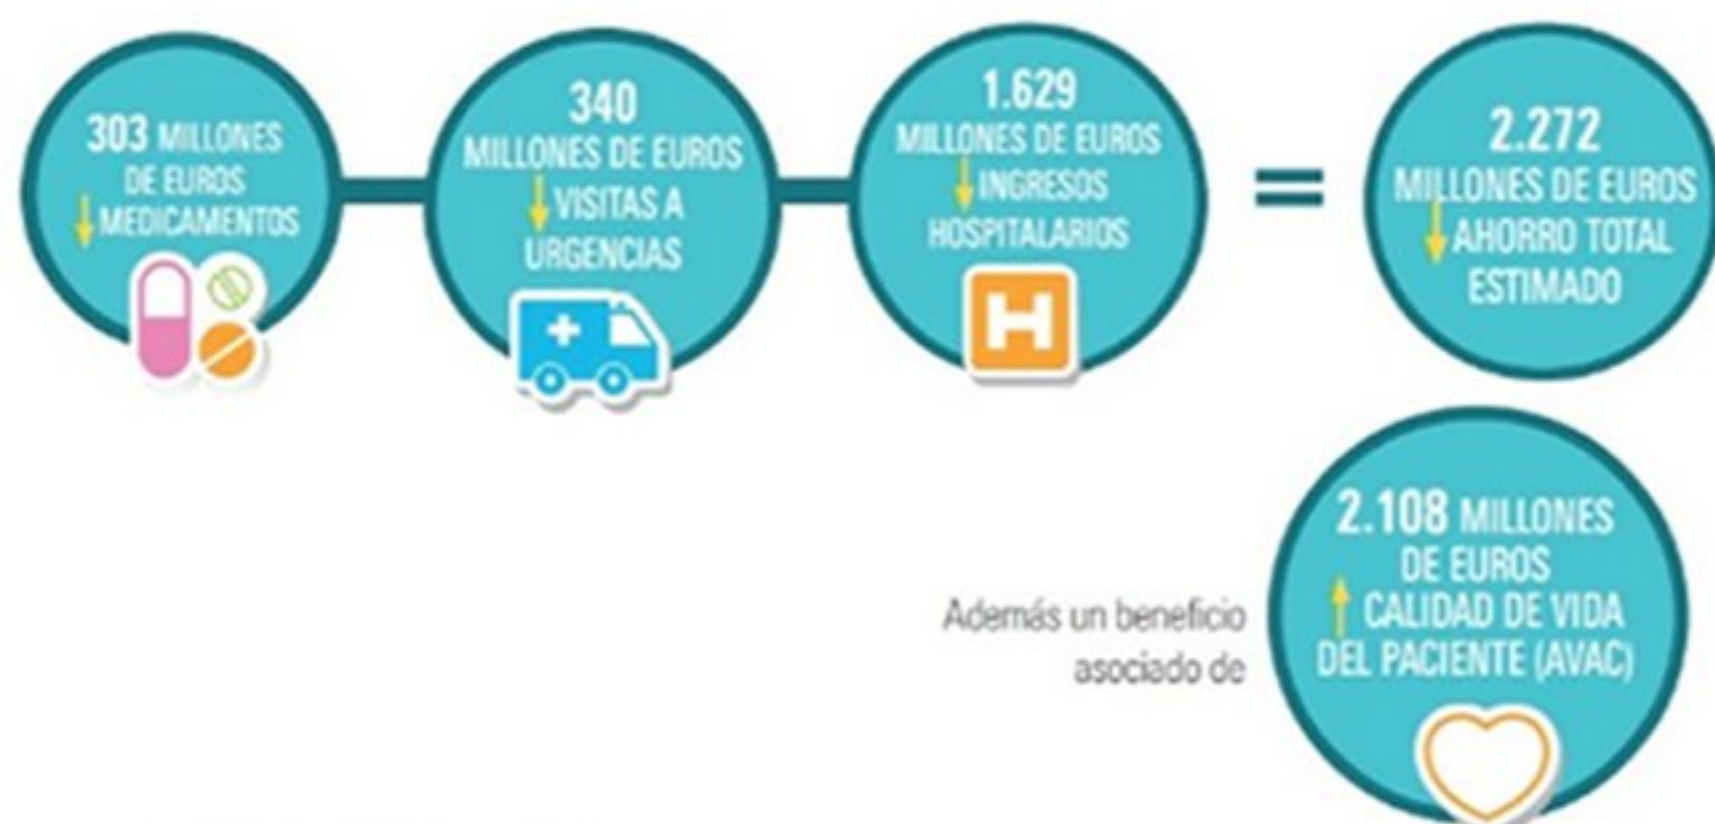 303 MILLONES
DE EUROS
MEDICAMENTOS
340
MILLONES DE EUROS
VISITAS A
URGENCIAS
1.629
MILLONES DE EUROS
INGRESOS
HOSPITALARIOS
H
=
2.272
MILLONES DE EUROS
AHORRO TOTAL
ESTIMADO
Además un beneficio
asociado de
2.108 MILLONES
DE EUROS
CALIDAD DE VIDA
DEL PACIENTE (AVAC)